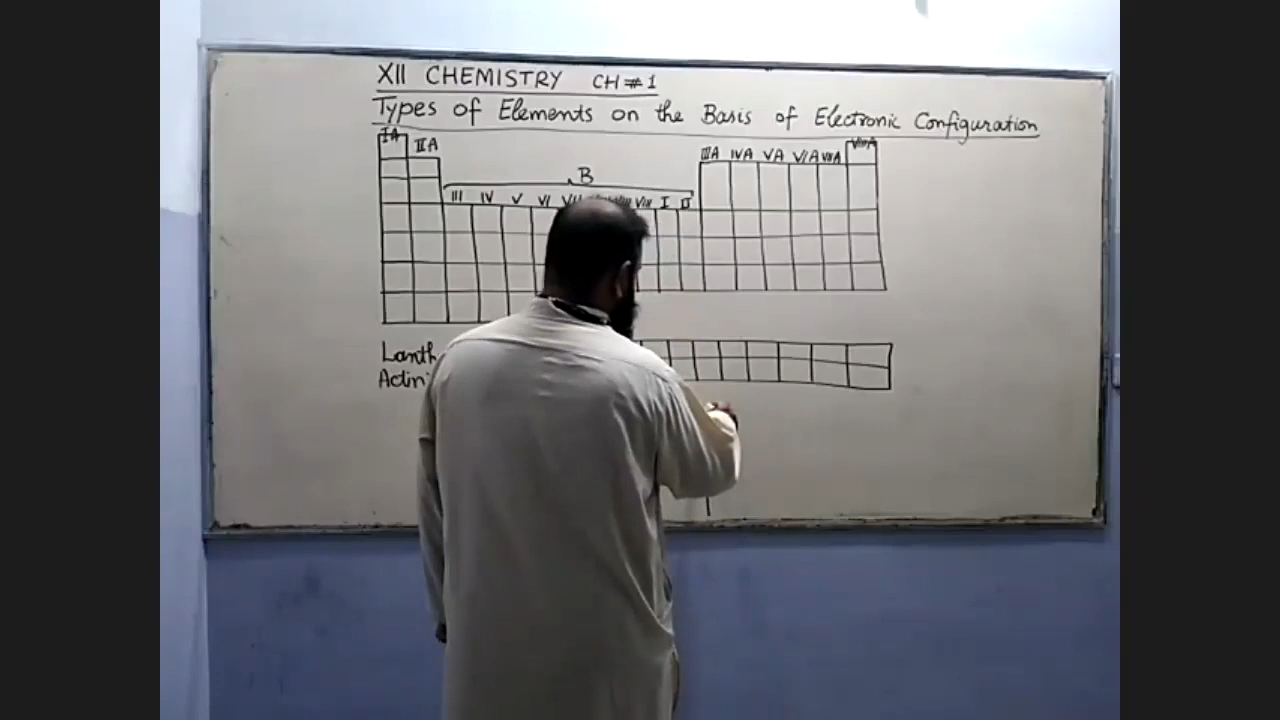 XII CHEMISTRY CH # 1
Types of Elements on the Basis of Electronic Configuration
IA
IIA
IIIA IVA VA VIA VIIA
VIIIA
B
III IV V VI VII VIII I II
Lanth
Actini